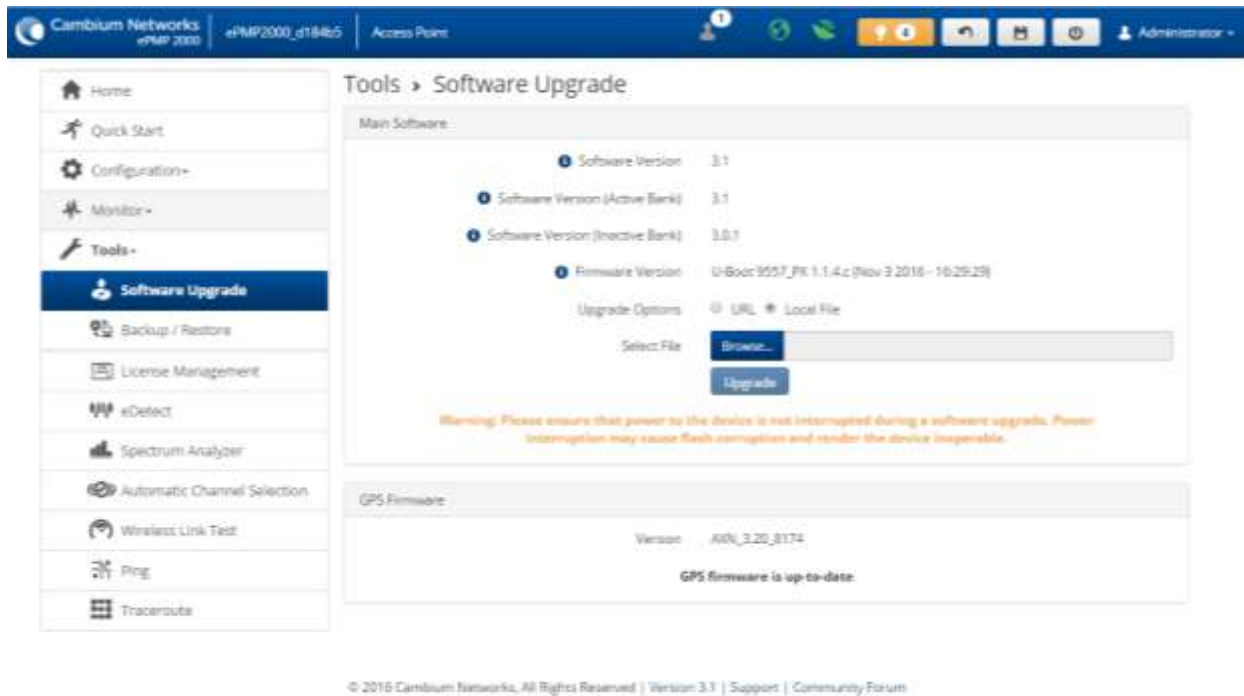 Cambium Networks
ePMP 2000
ePMP2000_d184b5
Access Point
1
4
Administrator
Home
Quick Start
Configuration
Monitor
Tools
Software Upgrade
Backup / Restore
License Management
eDetect
Spectrum Analyzer
Automatic Channel Selection
Wireless Link Test
Ping
Traceroute
Tools > Software Upgrade
Main Software
Software Version 3.1
Software Version (Active Bank) 3.1
Software Version (Inactive Bank) 3.0.1
Firmware Version U-Boot 9557_PX 1.1.4.c (Nov 3 2016 - 16:29:29)
Upgrade Options URL Local File
Select File Browse...
Upgrade
Warning: Please ensure that power to the device is not interrupted during a software upgrade. Power
interruption may cause flash corruption and render the device inoperable.
GPS Firmware
Version AXN_3.20_8174
GPS firmware is up-to-date
© 2016 Cambium Networks, All Rights Reserved | Version 3.1 | Support | Community Forum